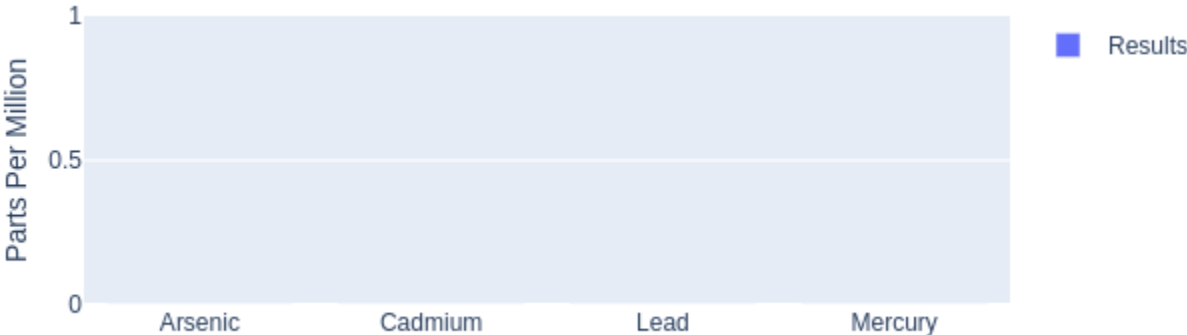 Parts Per Million
1
0.5
0
Arsenic
Cadmium
Lead
Mercury
Results